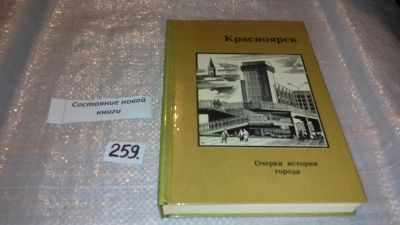 Красноярск
Состояние новой
книги
259.
Очерки истории
города